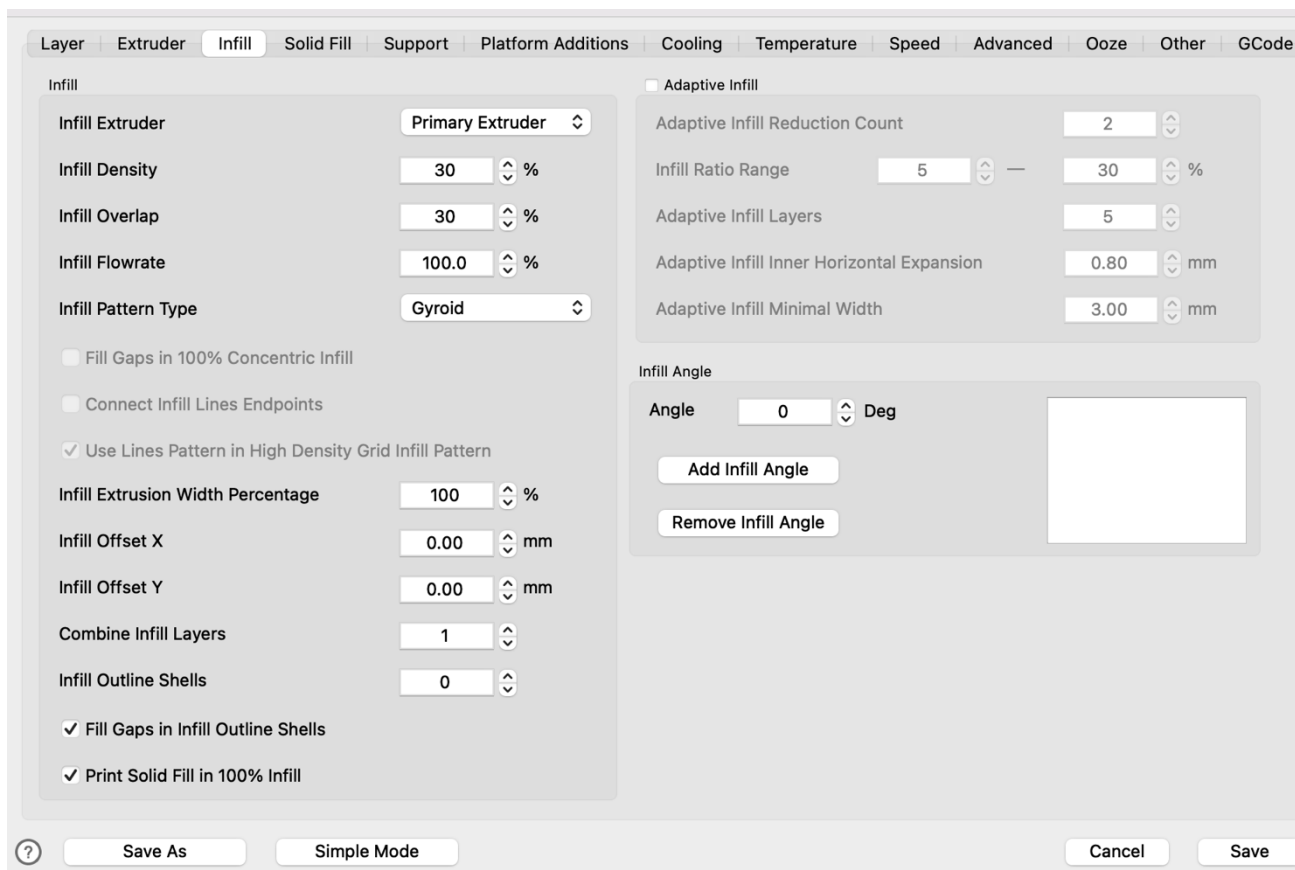 Layer Extruder Infill Solid Fill Support Platform Additions Cooling Temperature Speed Advanced Ooze Other GCode
Infill
Infill Extruder Primary Extruder
Infill Density 30 %
Infill Overlap 30 %
Infill Flowrate 100.0 %
Infill Pattern Type Gyroid
Fill Gaps in 100% Concentric Infill
Connect Infill Lines Endpoints
Use Lines Pattern in High Density Grid Infill Pattern
Infill Extrusion Width Percentage 100 %
Infill Offset X 0.00 mm
Infill Offset Y 0.00 mm
Combine Infill Layers 1
Infill Outline Shells 0
Fill Gaps in Infill Outline Shells
Print Solid Fill in 100% Infill
Adaptive Infill
Adaptive Infill Reduction Count 2
Infill Ratio Range 5 — 30 %
Adaptive Infill Layers 5
Adaptive Infill Inner Horizontal Expansion 0.80 mm
Adaptive Infill Minimal Width 3.00 mm
Infill Angle
Angle 0 Deg
Add Infill Angle
Remove Infill Angle
? Save As Simple Mode Cancel Save